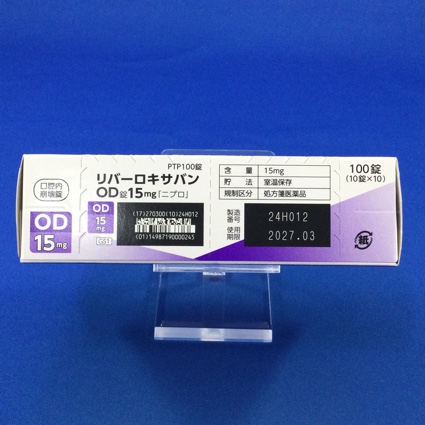 口腔内
崩壊錠
OD
15mg
PTP100錠
リバーロキサバン
OD錠15mg「ニプロ」
OD
15
mg
GS1
(17)270300(10)24H012
(01)14987190000245
含量 15mg
貯法 室温保存
規制区分 処方箋医薬品
製造
番号 24H012
使用
期限 2027.03
100錠
(10錠×10)
紙